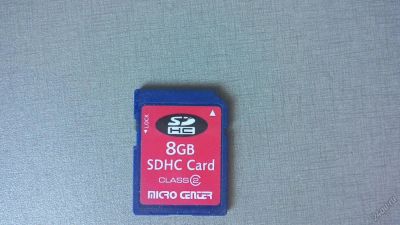 SD
HC
LOCK
8GB
SDHC Card
CLASS 2
MICRO CENTER